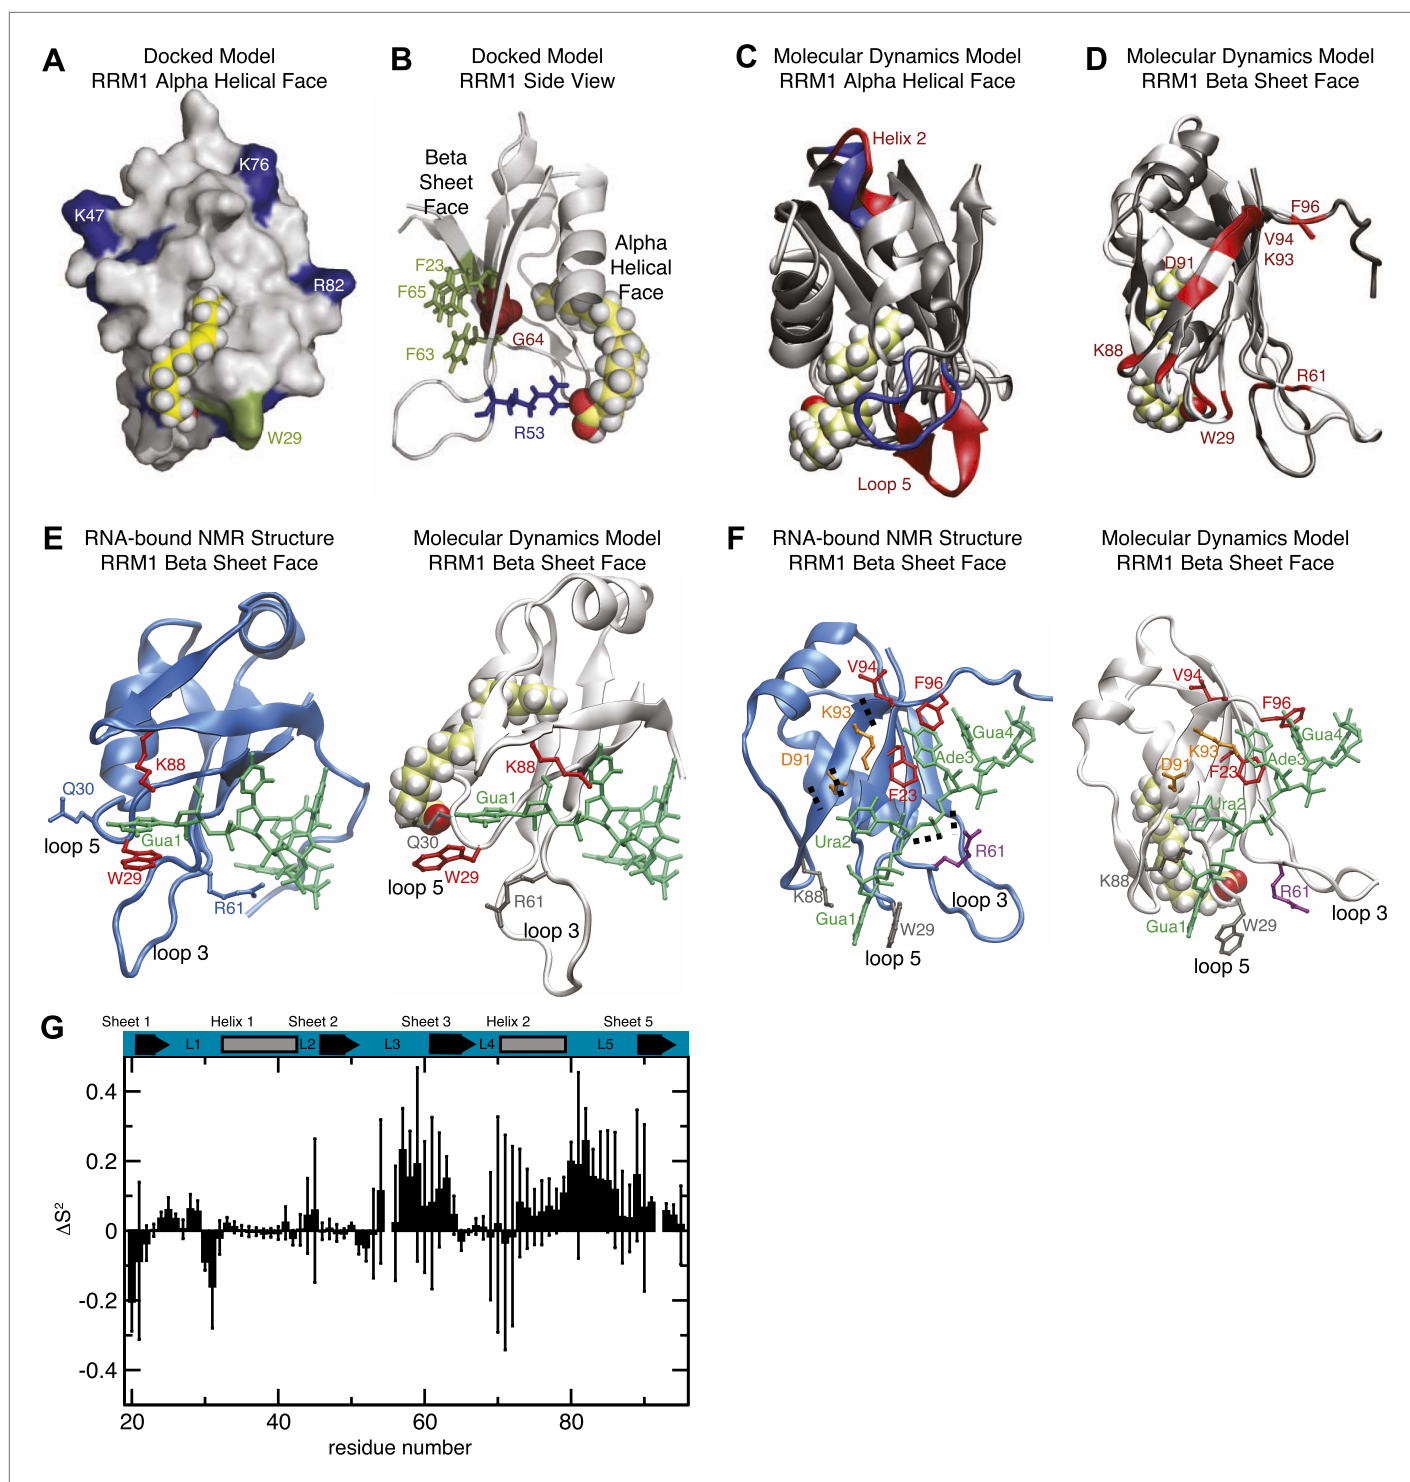 A
Docked Model
RRM1 Alpha Helical Face
K76
K47
R82
W29
B
Docked Model
RRM1 Side View
Beta
Sheet
Face
Alpha
Helical
Face
F23
F65
F63
G64
R53
C
Molecular Dynamics Model
RRM1 Alpha Helical Face
Helix 2
Loop 5
D
Molecular Dynamics Model
RRM1 Beta Sheet Face
F96
V94
K93
D91
K88
R61
W29
E
RNA-bound NMR Structure
RRM1 Beta Sheet Face
K88
Q30
Gua1
loop 5
W29
R61
loop 3
Molecular Dynamics Model
RRM1 Beta Sheet Face
K88
Gua1
Q30
W29
loop 5
R61
loop 3
F
RNA-bound NMR Structure
RRM1 Beta Sheet Face
V94
F96
K93
Gua4
Ade3
D91
F23
Ura2
R61
K88
loop 3
Gua1
W29
loop 5
Molecular Dynamics Model
RRM1 Beta Sheet Face
V94
F96
Gua4
K93
Ade3
D91
F23
Ura2
K88
R61
loop 3
Gua1
W29
loop 5
G
Sheet 1
Helix 1
Sheet 2
Sheet 3
Helix 2
Sheet 5
L1
L2
L3
L4
L5
0.4
0.2
0
-0.2
-0.4
ΔS²
20
40
60
80
residue number